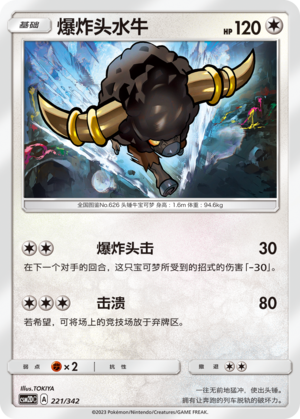 基础
爆炸头水牛
HP 120
全国图鉴No.626 头锤牛宝可梦 身高：1.6m 体重：94.6kg
爆炸头击 30
在下一个对手的回合，这只宝可梦所受到的招式的伤害「-30」。
击溃 80
若希望，可将场上的竞技场放于弃牌区。
弱点 ×2 抗性 撤退
Illus.TOKIYA
A 221/342
一往无前地猛冲，使出头锤。
拥有让奔跑的列车脱轨的破坏力。
©2023 Pokémon/Nintendo/Creatures/GAME FREAK.